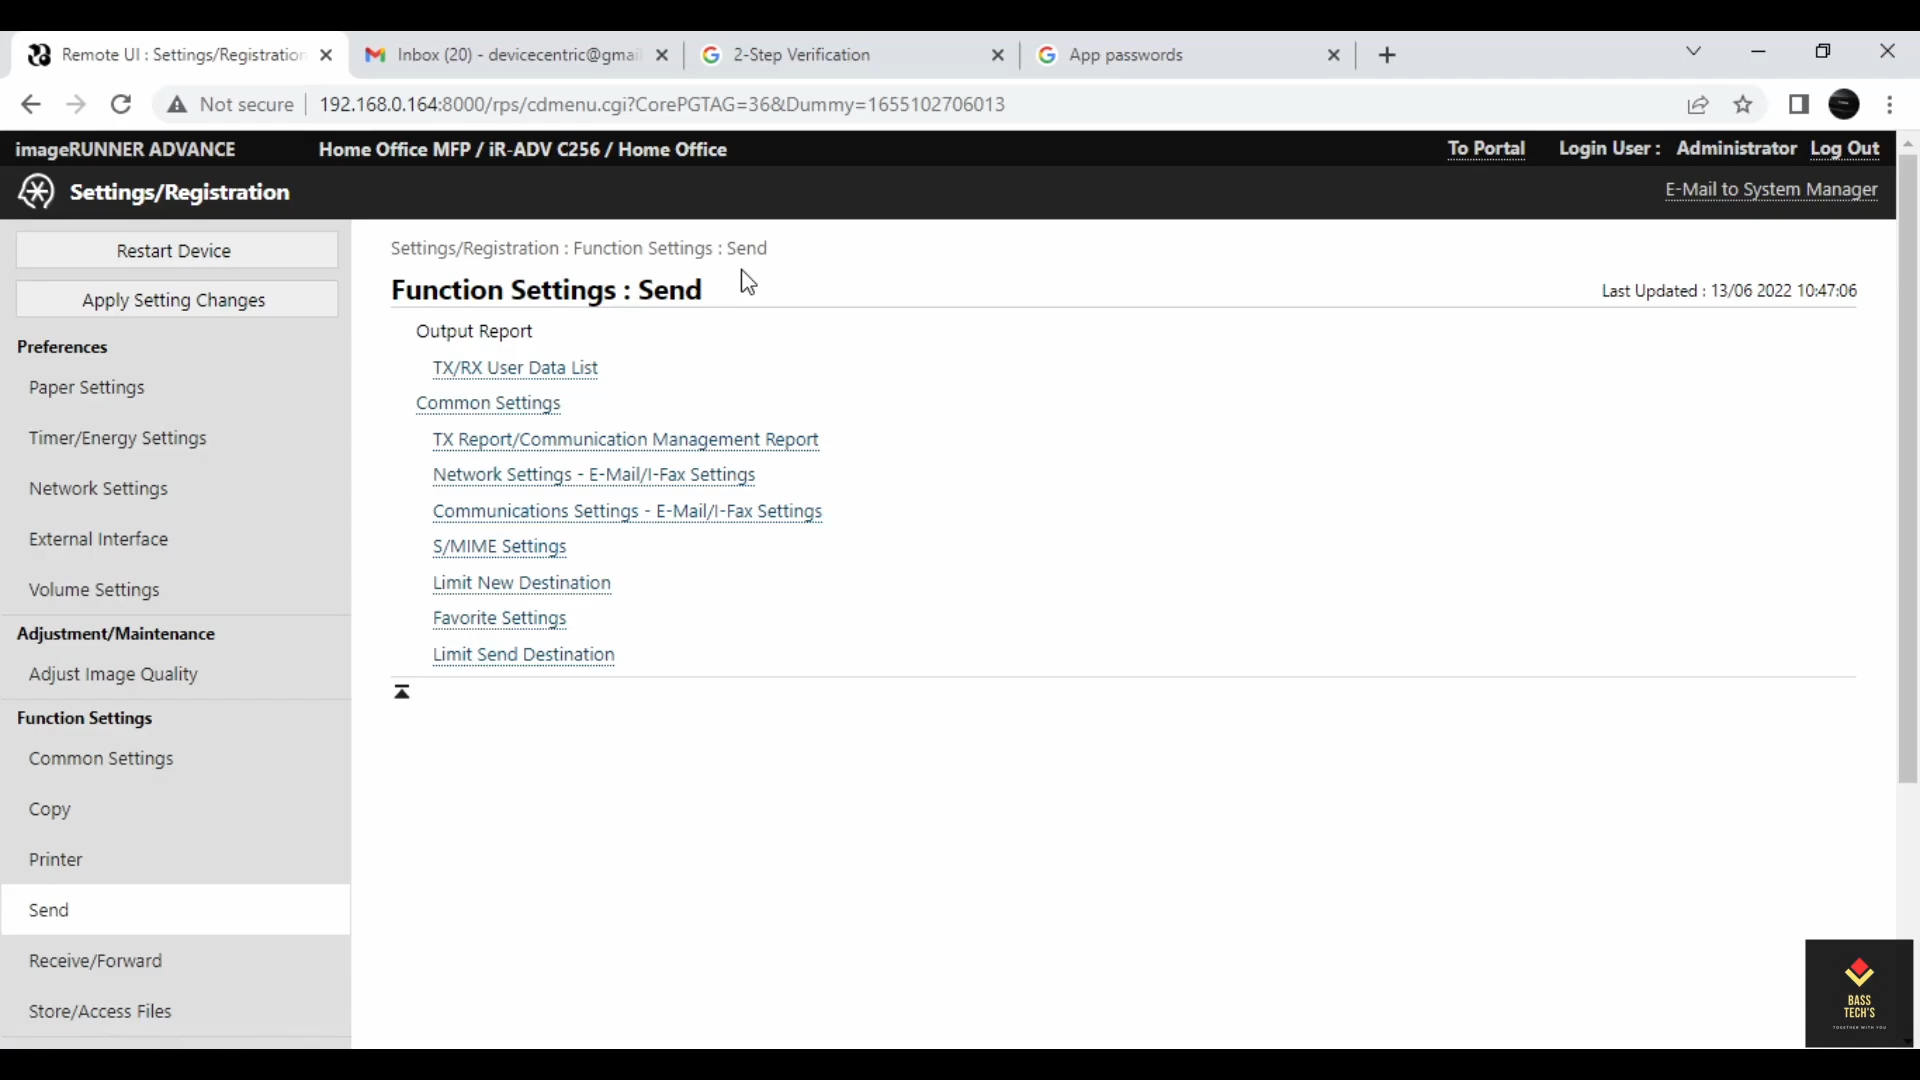 Remote UI : Settings/Registration
Inbox (20) - devicecentric@gmail
2-Step Verification
App passwords
Not secure
192.168.0.164:8000/rps/cdmenu.cgi?CorePGTAG=36&Dummy=1655102706013
imageRUNNER ADVANCE
Home Office MFP / iR-ADV C256 / Home Office
To Portal
Login User : Administrator
Log Out
Settings/Registration
E-Mail to System Manager
Restart Device
Apply Setting Changes
Preferences
Paper Settings
Timer/Energy Settings
Network Settings
External Interface
Volume Settings
Adjustment/Maintenance
Adjust Image Quality
Function Settings
Common Settings
Copy
Printer
Send
Receive/Forward
Store/Access Files
Settings/Registration : Function Settings : Send
Function Settings : Send
Last Updated : 13/06 2022 10:47:06
Output Report
TX/RX User Data List
Common Settings
TX Report/Communication Management Report
Network Settings - E-Mail/I-Fax Settings
Communications Settings - E-Mail/I-Fax Settings
S/MIME Settings
Limit New Destination
Favorite Settings
Limit Send Destination
BASS
TECH'S
TOGETHER WITH YOU